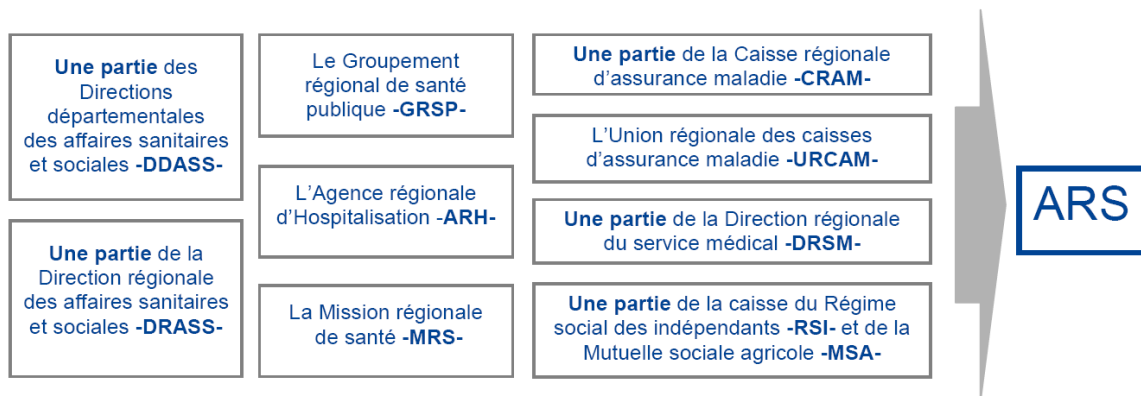 Une partie des
Directions
départementales
des affaires sanitaires
et sociales -DDASS-
Une partie de la
Direction régionale
des affaires sanitaires
et sociales -DRASS-
Le Groupement
régional de santé
publique -GRSP-
L'Agence régionale
d'Hospitalisation -ARH-
La Mission régionale
de santé -MRS-
Une partie de la Caisse régionale
d'assurance maladie -CRAM-
L'Union régionale des caisses
d'assurance maladie -URCAM-
Une partie de la Direction régionale
du service médical -DRSM-
Une partie de la caisse du Régime
social des indépendants -RSI- et de la
Mutuelle sociale agricole -MSA-
ARS